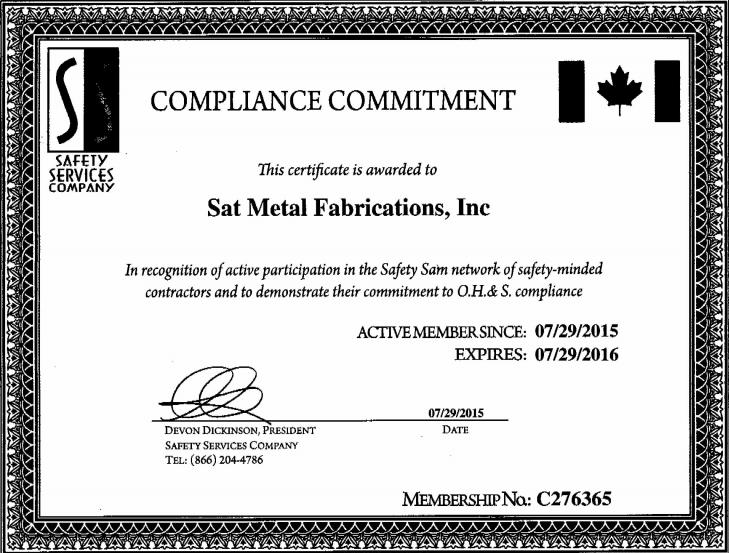 COMPLIANCE COMMITMENT
SAFETY
SERVICES
COMPANY
This certificate is awarded to
Sat Metal Fabrications, Inc
In recognition of active participation in the Safety Sam network of safety-minded
contractors and to demonstrate their commitment to O.H.& S. compliance
ACTIVE MEMBER SINCE: 07/29/2015
EXPIRES: 07/29/2016
07/29/2015
DEVON DICKINSON, PRESIDENT
DATE
SAFETY SERVICES COMPANY
TEL: (866) 204-4786
MEMBERSHIP No.: C276365